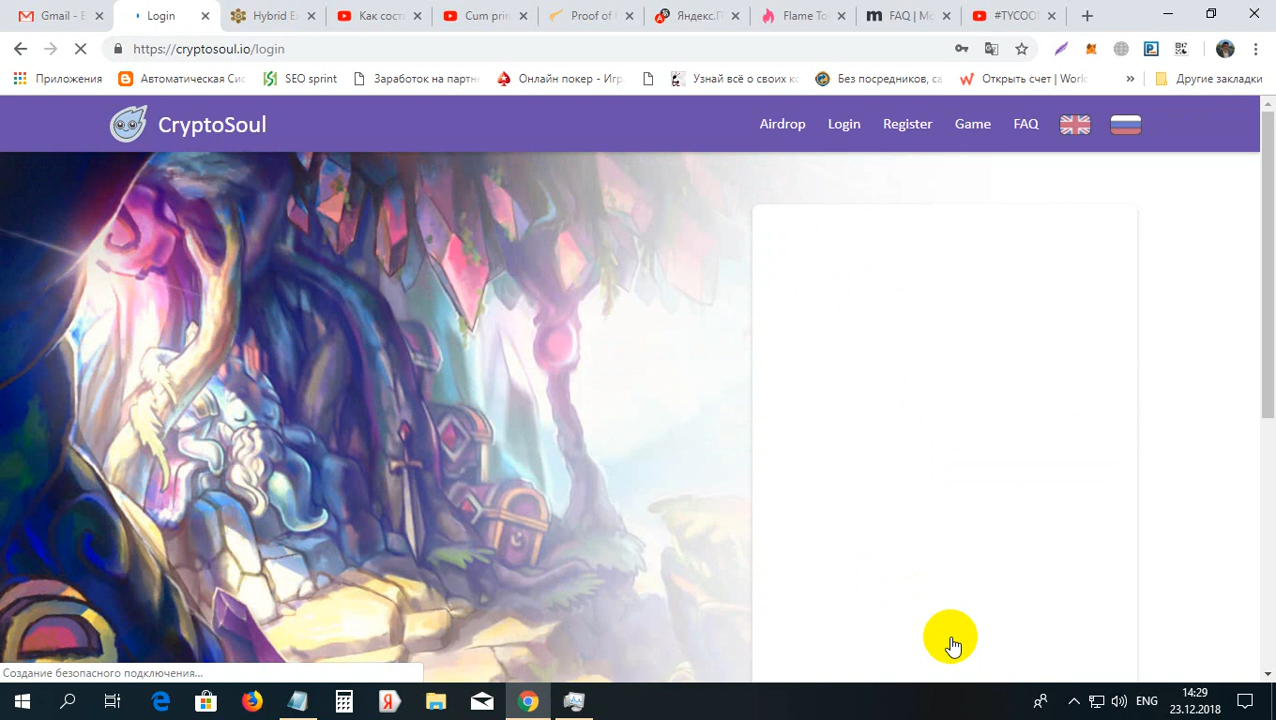 Gmail - E
Login
Hybrid E
Как сост
Cum prin
Proof of
Яндекс.П
Flame To
FAQ | M
#TYCOO
https://cryptosoul.io/login
Приложения
Автоматическая Сис
SEO sprint
Заработок на партн
Онлайн покер - Игр
Узнай всё о своих ко
Без посредников, са
Открыть счет | Worl
»
Другие закладки
CryptoSoul
Airdrop
Login
Register
Game
FAQ
Создание безопасного подключения...
ENG
14:29
23.12.2018